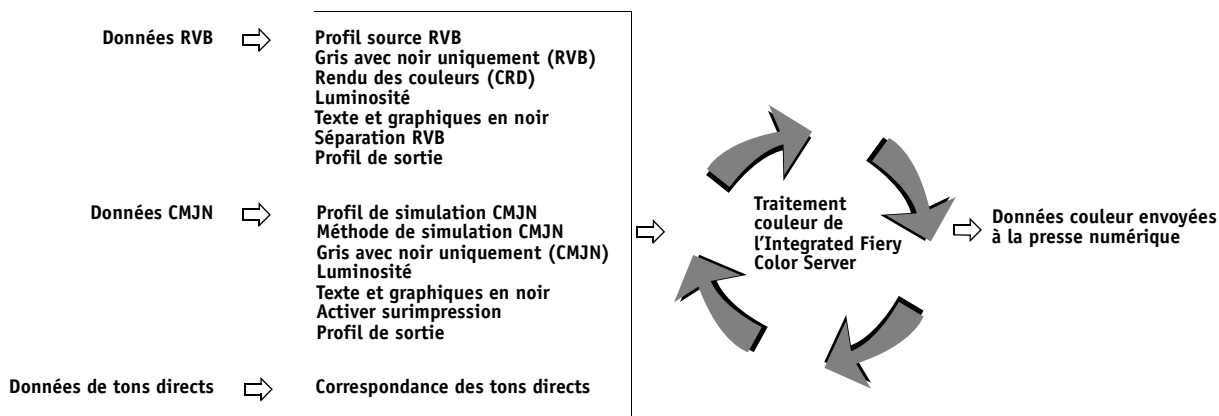 Données RVB
Profil source RVB
Gris avec noir uniquement (RVB)
Rendu des couleurs (CRD)
Luminosité
Texte et graphiques en noir
Séparation RVB
Profil de sortie
Données CMJN
Profil de simulation CMJN
Méthode de simulation CMJN
Gris avec noir uniquement (CMJN)
Luminosité
Texte et graphiques en noir
Activer surimpression
Profil de sortie
Données de tons directs
Correspondance des tons directs
Traitement
couleur de
l'Integrated Fiery
Color Server
Données couleur envoyées
à la presse numérique